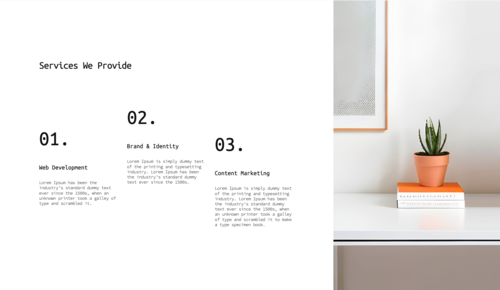 Services We Provide
01.
Web Development
Lorem Ipsum has been the
industry's standard dummy text
ever since the 1500s, when an
unknown printer took a galley of
type and scrambled it.
02.
Brand & Identity
Lorem Ipsum is simply dummy text
of the printing and typesetting
industry. Lorem Ipsum has been
the industry's standard dummy
text ever since the 1500s.
03.
Content Marketing
Lorem Ipsum is simply dummy text
of the printing and typesetting
industry. Lorem Ipsum has been
the industry's standard dummy
text ever since the 1500s, when
an unknown printer took a galley
of type and scrambled it to make
a type specimen book.